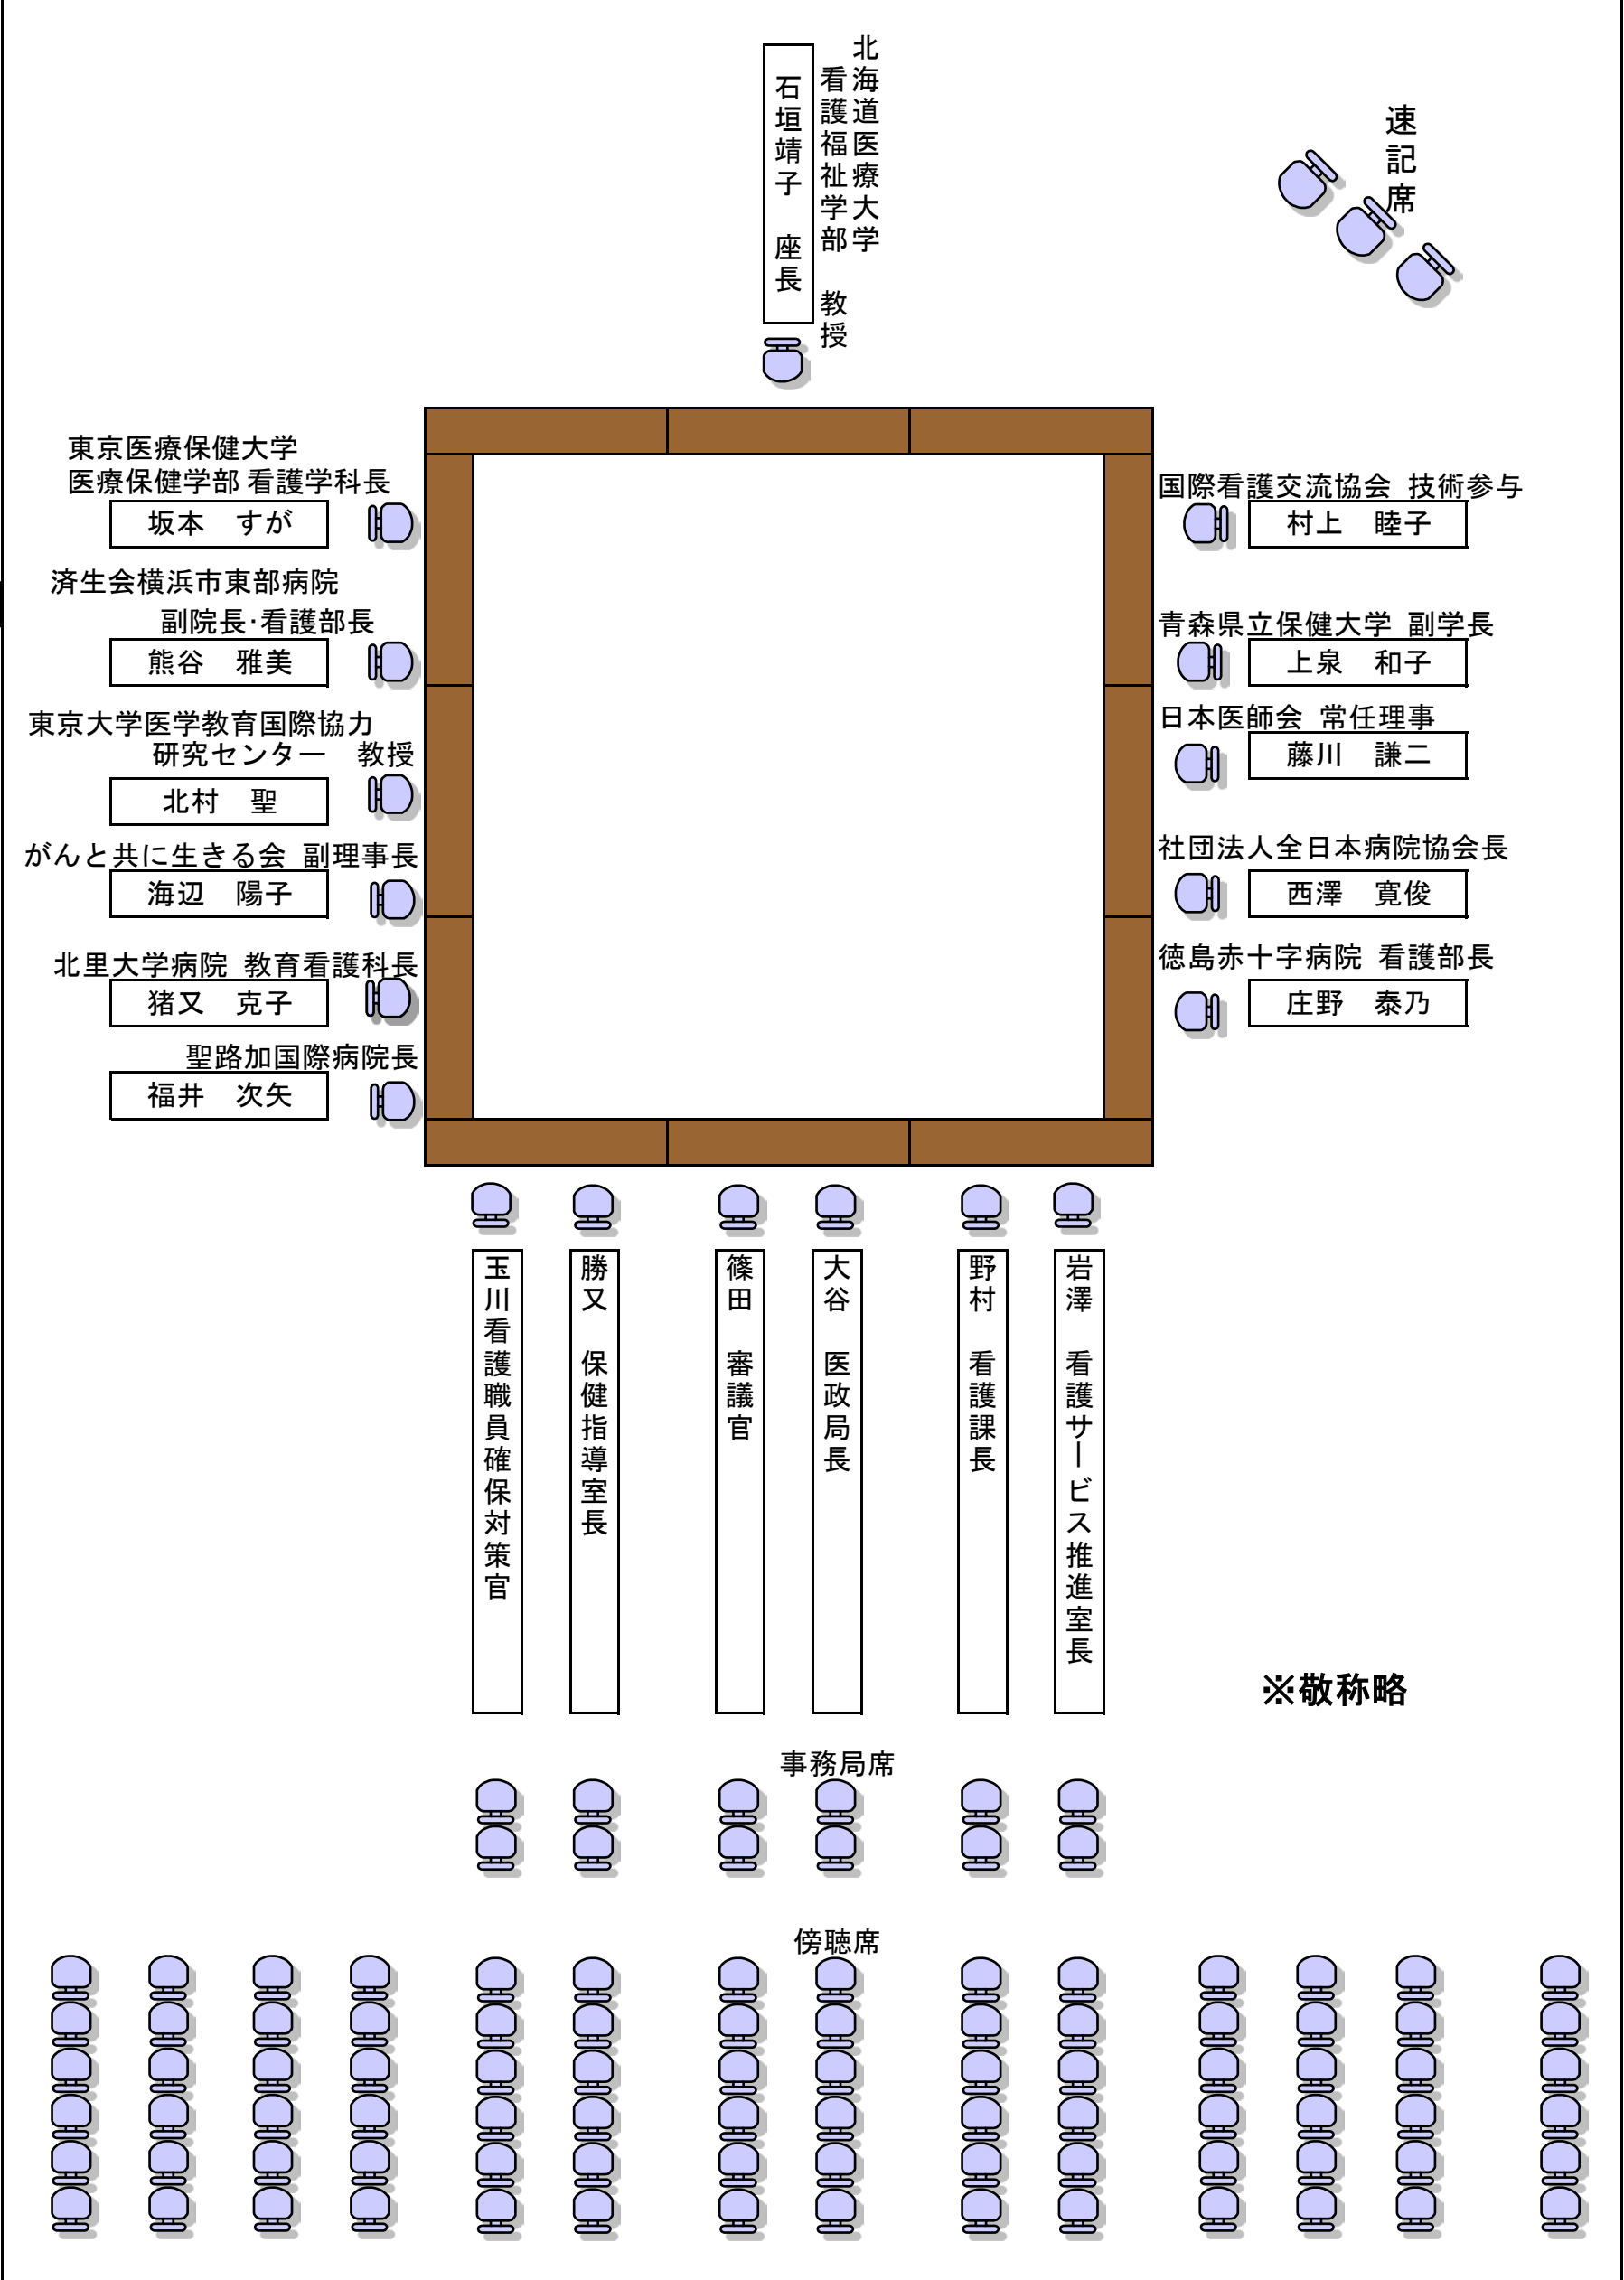 北海道医療大学
看護福祉学部　教授
石垣靖子　座長
速記席
東京医療保健大学
医療保健学部 看護学科長
坂本　すが
済生会横浜市東部病院
副院長・看護部長
熊谷　雅美
東京大学医学教育国際協力
研究センター　教授
北村　聖
がんと共に生きる会 副理事長
海辺　陽子
北里大学病院 教育看護科長
猪又　克子
聖路加国際病院長
福井　次矢
国際看護交流協会 技術参与
村上　睦子
青森県立保健大学 副学長
上泉　和子
日本医師会 常任理事
藤川　謙二
社団法人全日本病院協会長
西澤　寛俊
徳島赤十字病院 看護部長
庄野　泰乃
玉川看護職員確保対策官
勝又　保健指導室長
篠田　審議官
大谷　医政局長
野村　看護課長
岩澤　看護サービス推進室長
※敬称略
事務局席
傍聴席